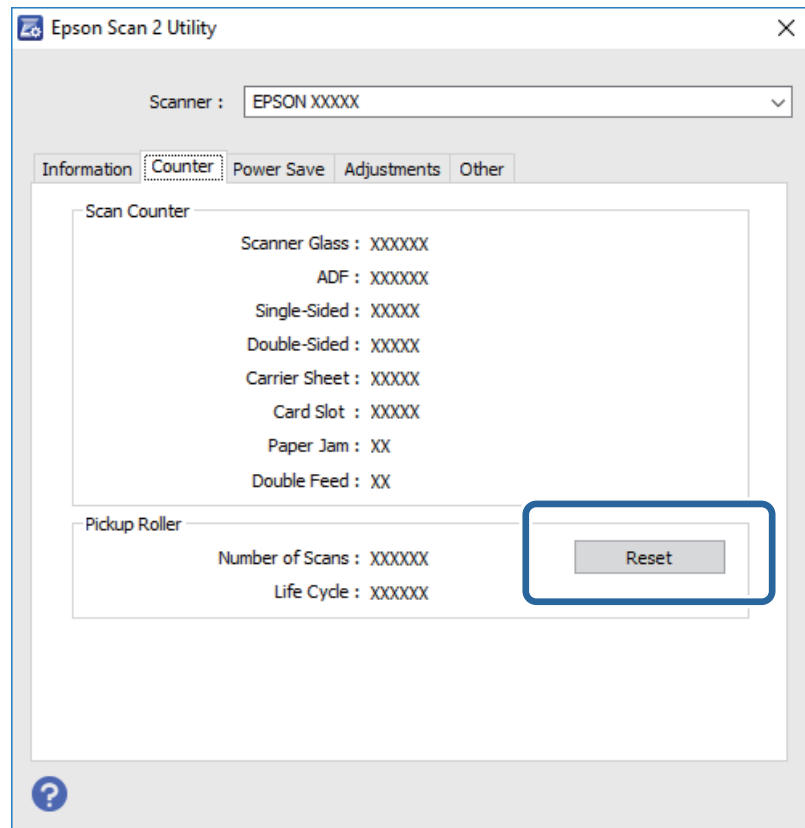 Epson Scan 2 Utility
Scanner : EPSON XXXXX
Information Counter Power Save Adjustments Other
Scan Counter
Scanner Glass : XXXXXX
ADF : XXXXXX
Single-Sided : XXXXX
Double-Sided : XXXXX
Carrier Sheet : XXXXX
Card Slot : XXXXX
Paper Jam : XX
Double Feed : XX
Pickup Roller
Number of Scans : XXXXXX Reset
Life Cycle : XXXXXX
?